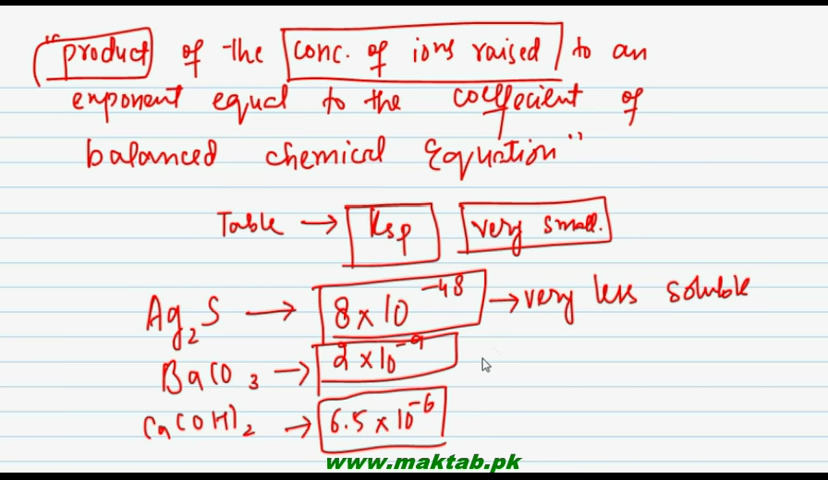 "product of the conc. of ions raised to an
exponent equal to the coeffecient of
balanced chemical Equation"
Table → Ksp very small.
Ag₂S → 8 × 10⁻⁴⁸ → very less soluble
BaCO₃ → 2 × 10⁻⁹
Ca(OH)₂ → 6.5 × 10⁻⁶
www.maktab.pk